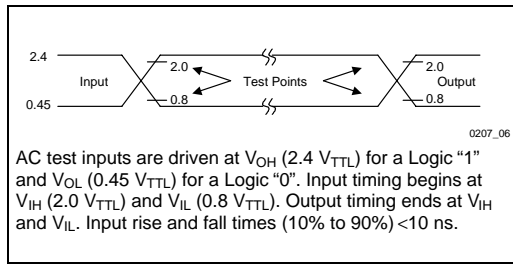 2.4
2.0
2.0
Input
Test Points
Output
0.45
0.8
0.8
0207_06
AC test inputs are driven at VOH (2.4 VTTL) for a Logic “1”
and VOL (0.45 VTTL) for a Logic “0”. Input timing begins at
VIH (2.0 VTTL) and VIL (0.8 VTTL). Output timing ends at VIH
and VIL. Input rise and fall times (10% to 90%) <10 ns.